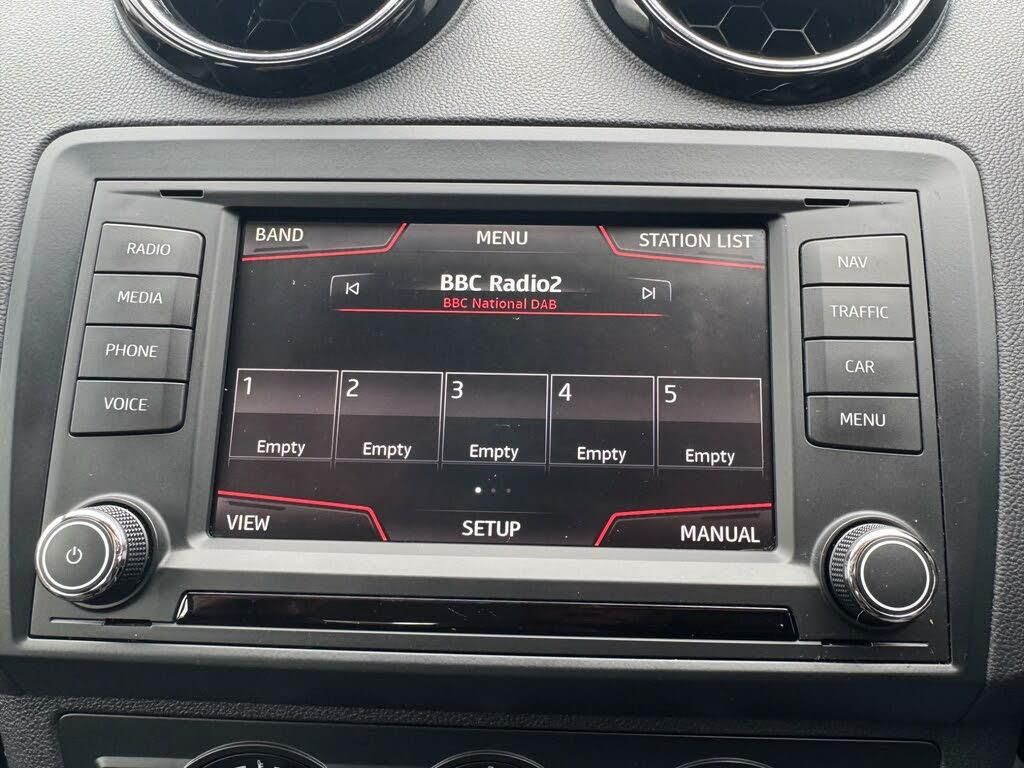 RADIO
MEDIA
PHONE
VOICE
BAND
MENU
STATION LIST
BBC Radio2
BBC National DAB
1
2
3
4
5
Empty
Empty
Empty
Empty
Empty
VIEW
SETUP
MANUAL
NAV
TRAFFIC
CAR
MENU